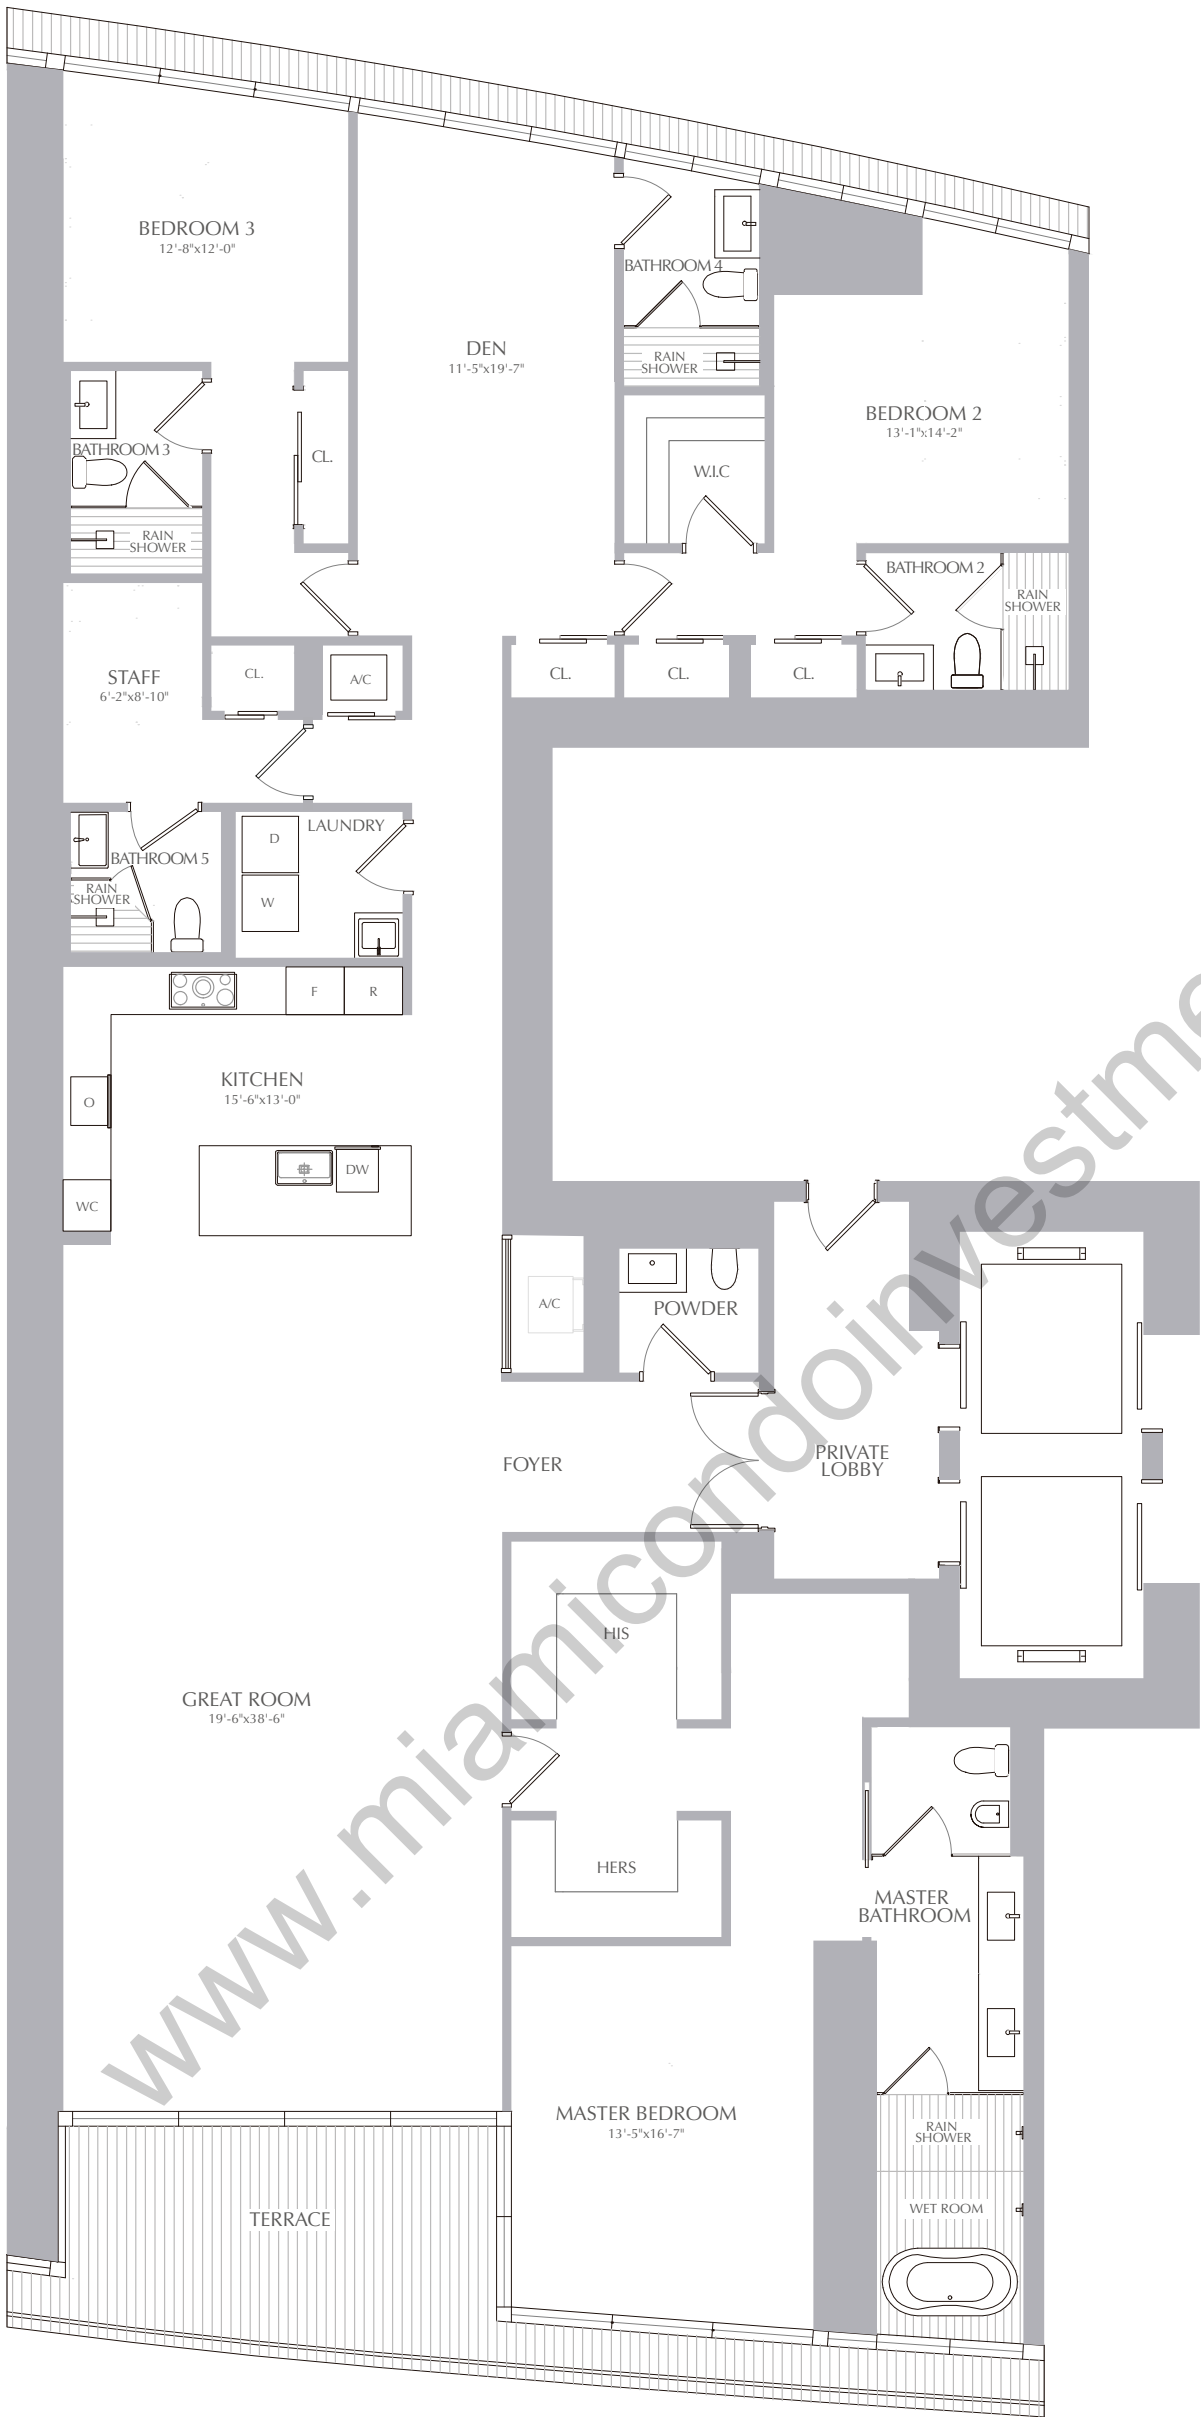 BEDROOM 3
12'-8"x12'-0"
BATHROOM 4
RAIN
SHOWER
DEN
11'-5"x19'-7"
BEDROOM 2
13'-1"x14'-2"
BATHROOM 3
CL.
W.I.C
RAIN
SHOWER
BATHROOM 2
RAIN
SHOWER
STAFF
6'-2"x8'-10"
CL.
A/C
CL.
CL.
CL.
LAUNDRY
D
W
BATHROOM 5
RAIN
SHOWER
F
R
KITCHEN
15'-6"x13'-0"
O
DW
WC
A/C
POWDER
FOYER
PRIVATE
LOBBY
HIS
GREAT ROOM
19'-6"x38'-6"
HERS
MASTER
BATHROOM
MASTER BEDROOM
13'-5"x16'-7"
RAIN
SHOWER
WET ROOM
TERRACE
www.miamicondoinvestme